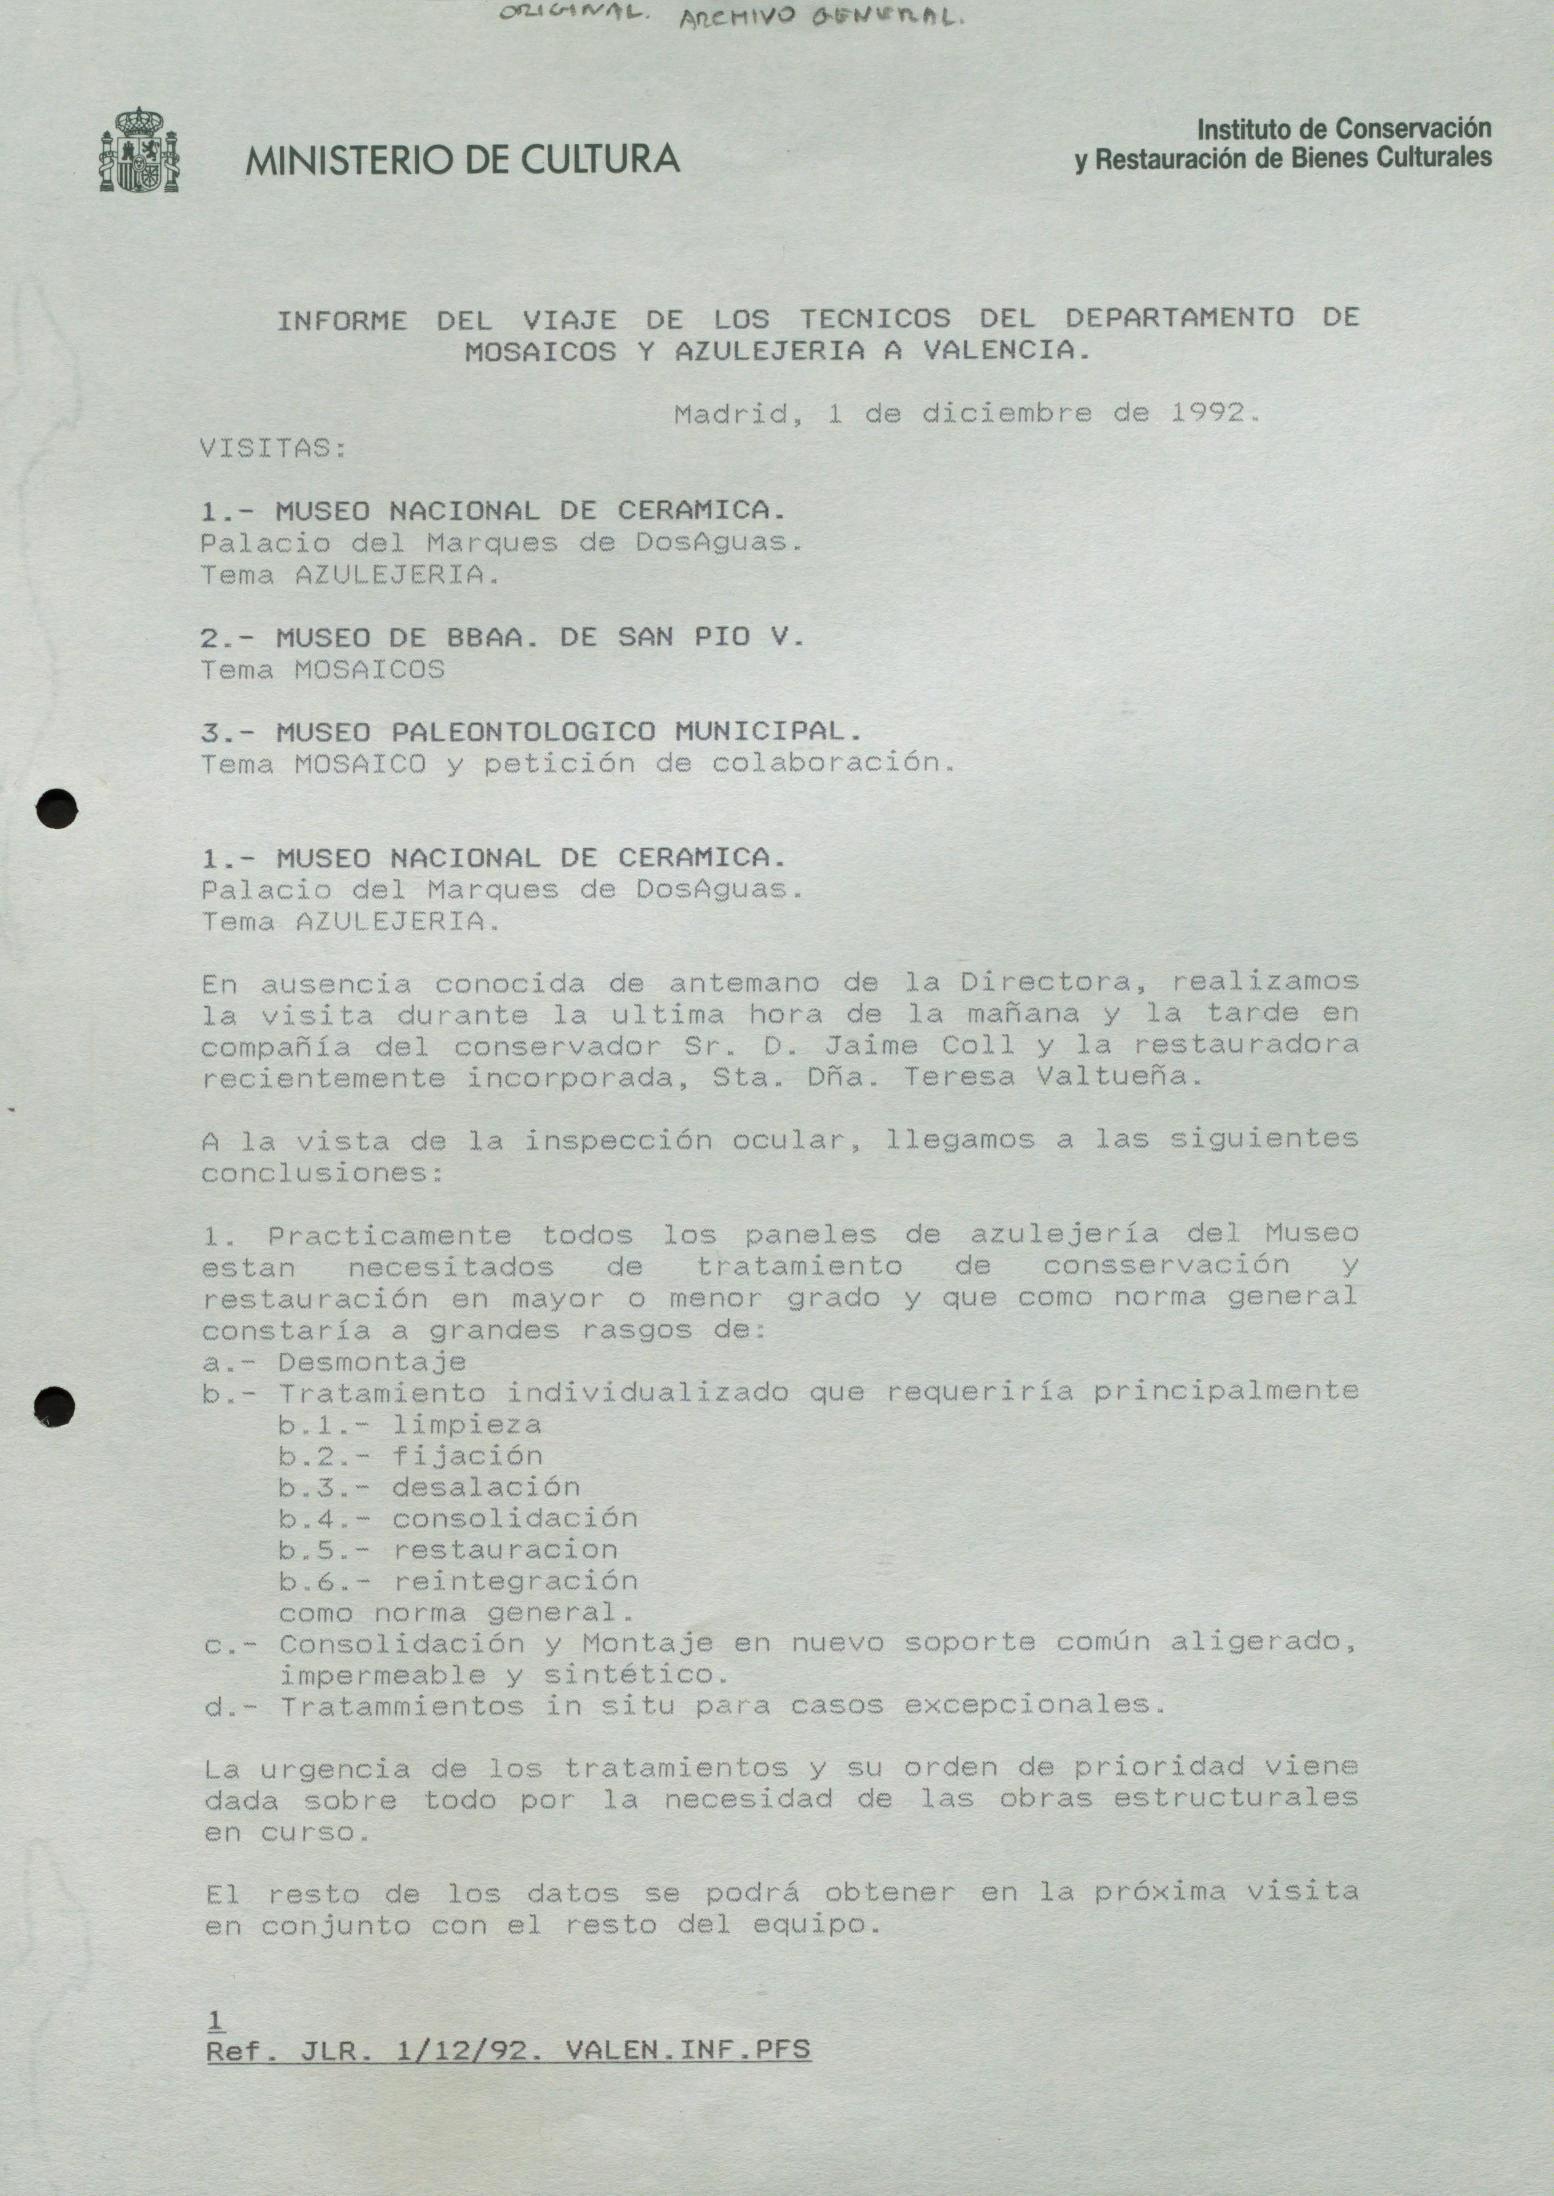 ORIGINAL. ARCHIVO GENERAL.
MINISTERIO DE CULTURA
Instituto de Conservación
y Restauración de Bienes Culturales
INFORME DEL VIAJE DE LOS TECNICOS DEL DEPARTAMENTO DE
MOSAICOS Y AZULEJERIA A VALENCIA.
Madrid, 1 de diciembre de 1992.
VISITAS:
1.- MUSEO NACIONAL DE CERAMICA.
Palacio del Marques de DosAguas.
Tema AZULEJERIA.
2.- MUSEO DE BBAA. DE SAN PIO V.
Tema MOSAICOS
3.- MUSEO PALEONTOLOGICO MUNICIPAL.
Tema MOSAICO y petición de colaboración.
1.- MUSEO NACIONAL DE CERAMICA.
Palacio del Marques de DosAguas.
Tema AZULEJERIA.
En ausencia conocida de antemano de la Directora, realizamos
la visita durante la ultima hora de la mañana y la tarde en
compañía del conservador Sr. D. Jaime Coll y la restauradora
recientemente incorporada, Sta. Dña. Teresa Valtueña.
A la vista de la inspección ocular, llegamos a las siguientes
conclusiones:
1. Practicamente todos los paneles de azulejería del Museo
estan necesitados de tratamiento de consservación y
restauración en mayor o menor grado y que como norma general
constaría a grandes rasgos de:
a.- Desmontaje
b.- Tratamiento individualizado que requeriría principalmente
b.1.- limpieza
b.2.- fijación
b.3.- desalación
b.4.- consolidación
b.5.- restauracion
b.6.- reintegración
como norma general.
c.- Consolidación y Montaje en nuevo soporte común aligerado,
impermeable y sintético.
d.- Tratammientos in situ para casos excepcionales.
La urgencia de los tratamientos y su orden de prioridad viene
dada sobre todo por la necesidad de las obras estructurales
en curso.
El resto de los datos se podrá obtener en la próxima visita
en conjunto con el resto del equipo.
1
Ref. JLR. 1/12/92. VALEN.INF.PFS